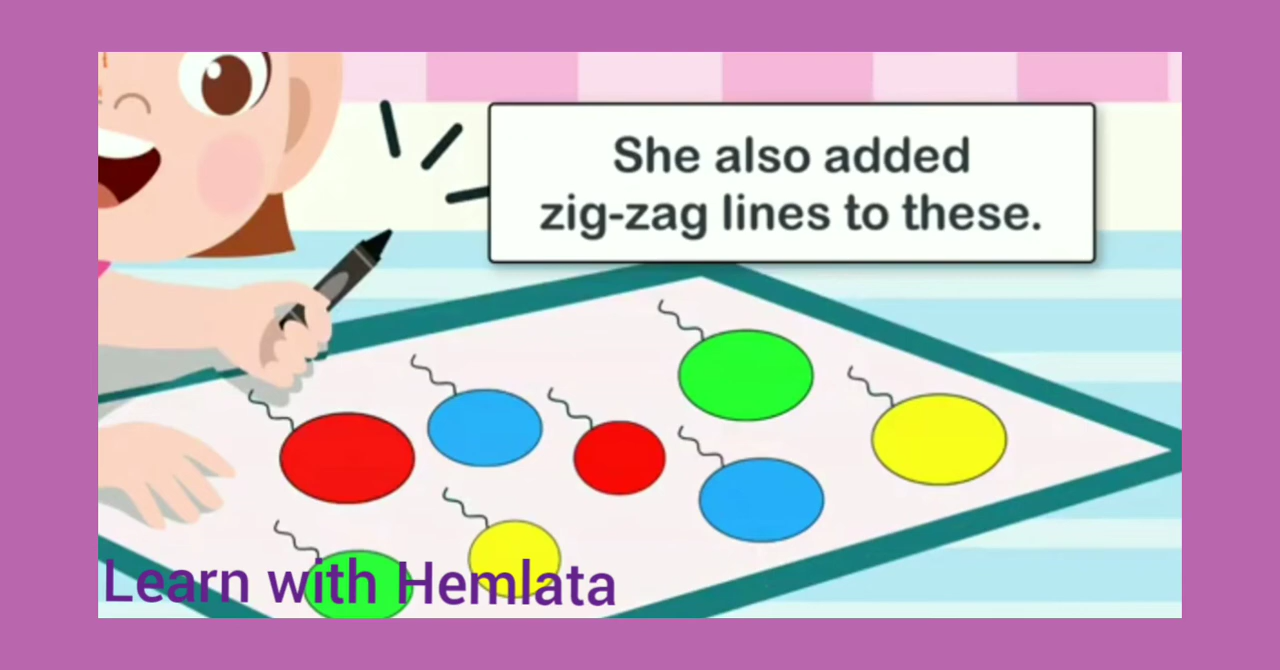 She also added
zig-zag lines to these.
Learn with Hemlata